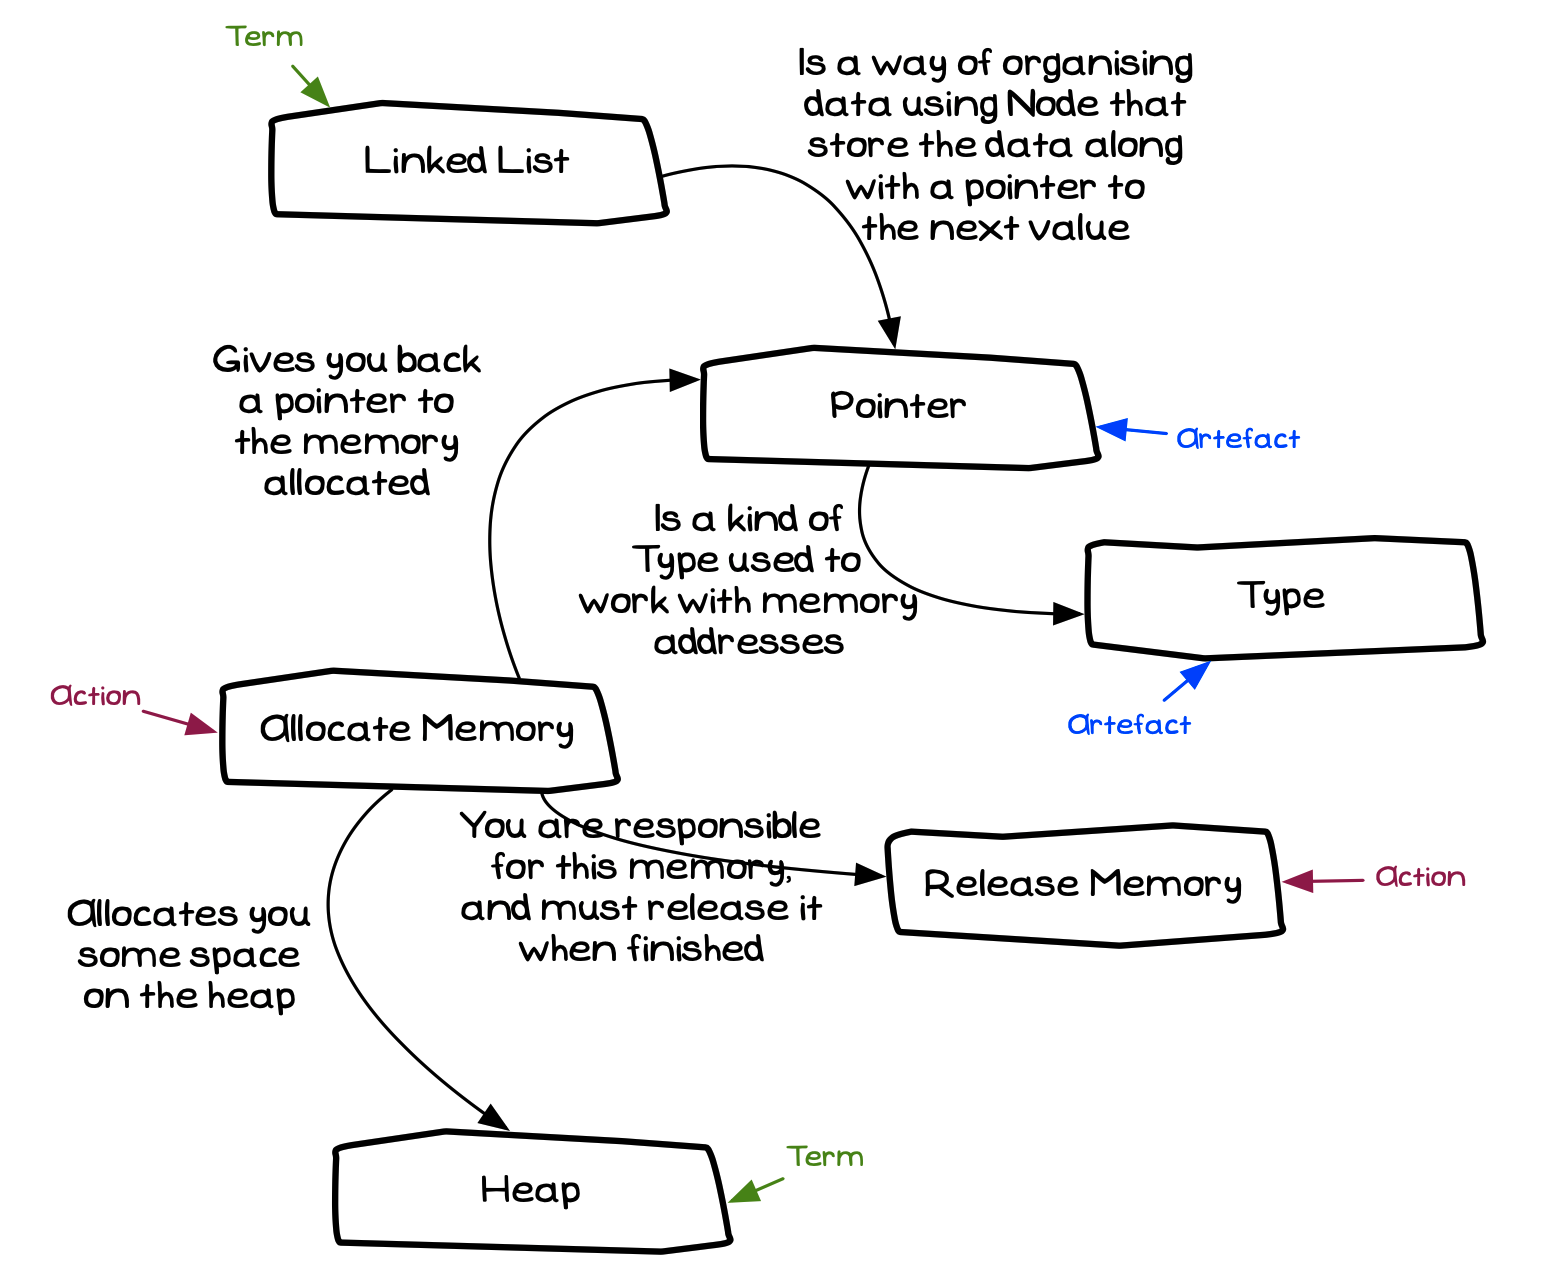 Term
Linked List
Is a way of organising
data using Node that
store the data along
with a pointer to
the next value
Gives you back
a pointer to
the memory
allocated
Pointer
Artefact
Is a kind of
Type used to
work with memory
addresses
Type
Artefact
Action
Allocate Memory
You are responsible
for this memory,
and must release it
when finished
Release Memory
Action
Allocates you
some space
on the heap
Term
Heap